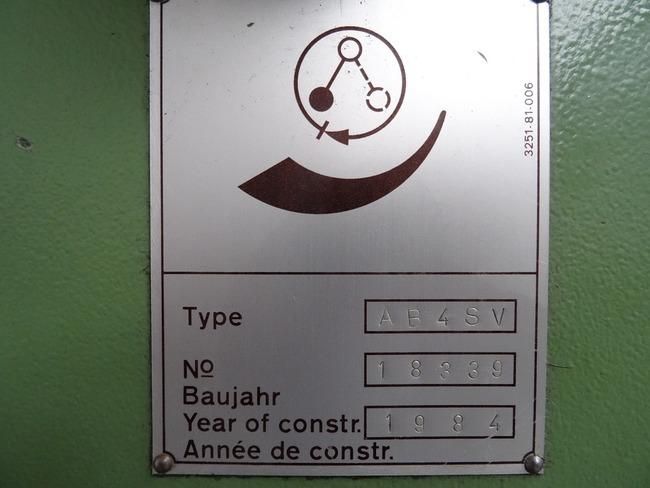 3251-81-006
Type AB4SV
Nº 18339
Baujahr
Year of constr. 1984
Année de constr.